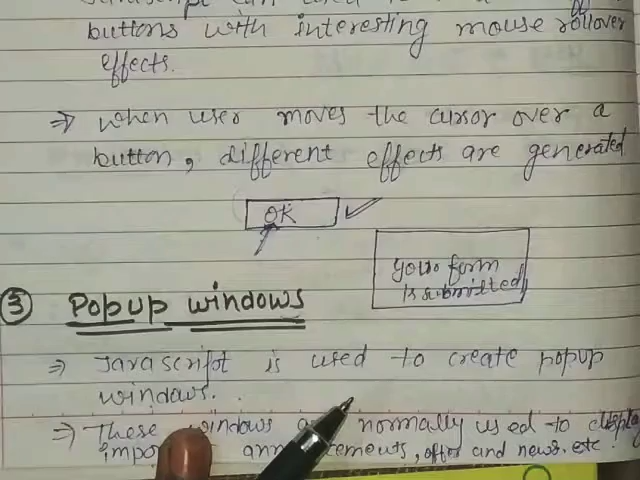 buttons with interesting mouse rollover
effects.
⇒ when user moves the cursor over a
button, different effects are generated
OK
your form
is submitted
③ Popup windows
⇒ Javascript is used to create popup
windows.
⇒ These windows normally used to display
announcements, offer and news. etc.